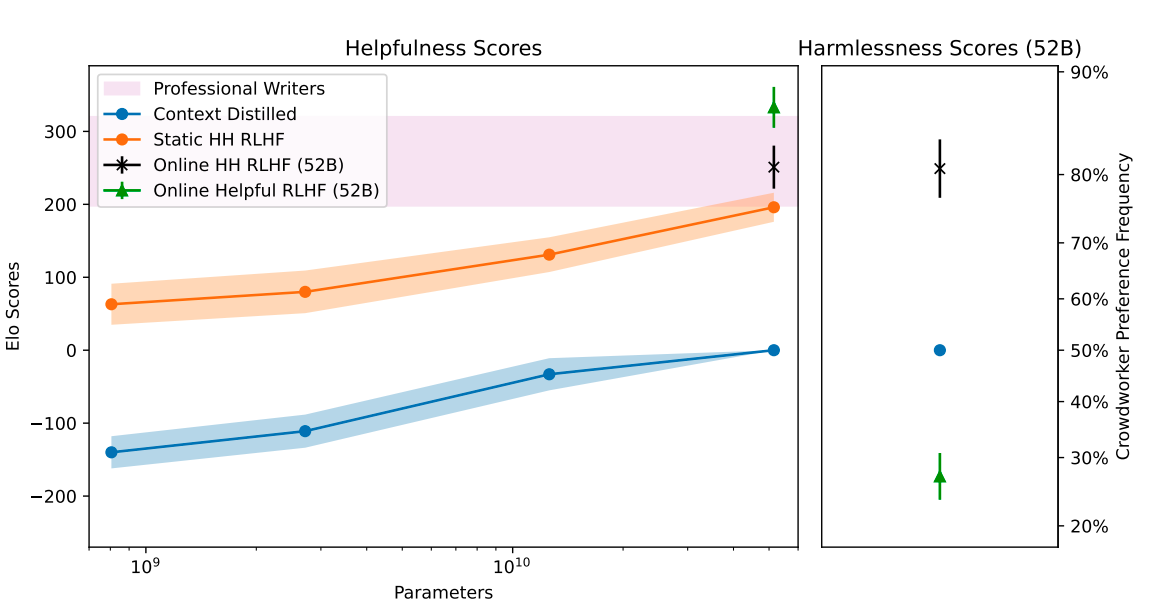 Helpfulness Scores
Harmlessness Scores (52B)
Professional Writers
Context Distilled
Static HH RLHF
Online HH RLHF (52B)
Online Helpful RLHF (52B)
Elo Scores
300
200
100
0
−100
−200
10⁹
10¹⁰
Parameters
90%
80%
70%
60%
50%
40%
30%
20%
Crowdworker Preference Frequency